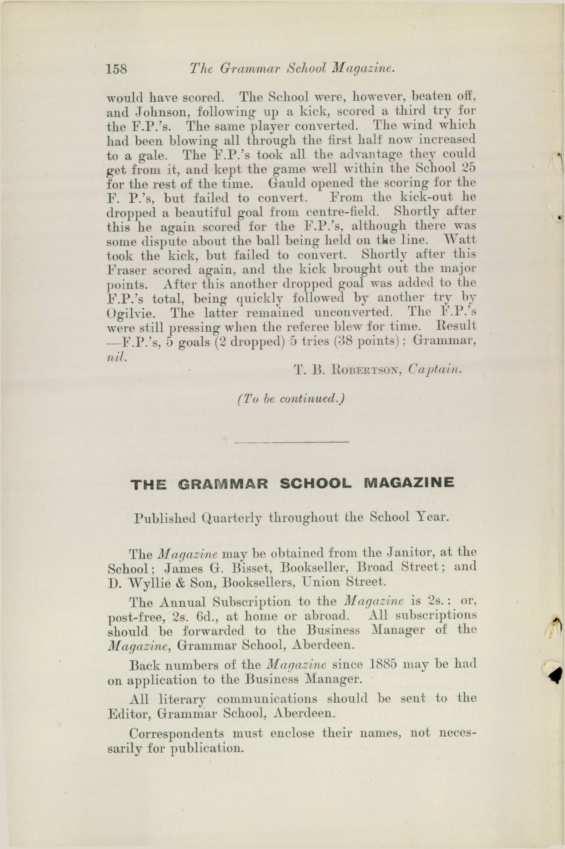 158 The Grammar School Magazine.
would have scored. The School were, however, beaten off,
and Johnson, following up a kick, scored a third try for
the F.P.'s. The same player converted. The wind which
had been blowing all through the first half now increased
to a gale. The F.P.'s took all the advantage they could
get from it, and kept the game well within the School 25
for the rest of the time. Gauld opened the scoring for the
F. P.'s, but failed to convert. From the kick-out he
dropped a beautiful goal from centre-field. Shortly after
this he again scored for the F.P.'s, although there was
some dispute about the ball being held on the line. Watt
took the kick, but failed to convert. Shortly after this
Fraser scored again, and the kick brought out the major
points. After this another dropped goal was added to the
F.P.'s total, being quickly followed by another try by
Ogilvie. The latter remained unconverted. The F.P.'s
were still pressing when the referee blew for time. Result
—F.P.'s, 5 goals (2 dropped) 5 tries (38 points); Grammar,
nil.
T. B. ROBERTSON, Captain.
(To be continued.)
THE GRAMMAR SCHOOL MAGAZINE
Published Quarterly throughout the School Year.
The Magazine may be obtained from the Janitor, at the
School; James G. Bisset, Bookseller, Broad Street; and
D. Wyllie & Son, Booksellers, Union Street.
The Annual Subscription to the Magazine is 2s.; or,
post-free, 2s. 6d., at home or abroad. All subscriptions
should be forwarded to the Business Manager of the
Magazine, Grammar School, Aberdeen.
Back numbers of the Magazine since 1885 may be had
on application to the Business Manager.
All literary communications should be sent to the
Editor, Grammar School, Aberdeen.
Correspondents must enclose their names, not neces-
sarily for publication.